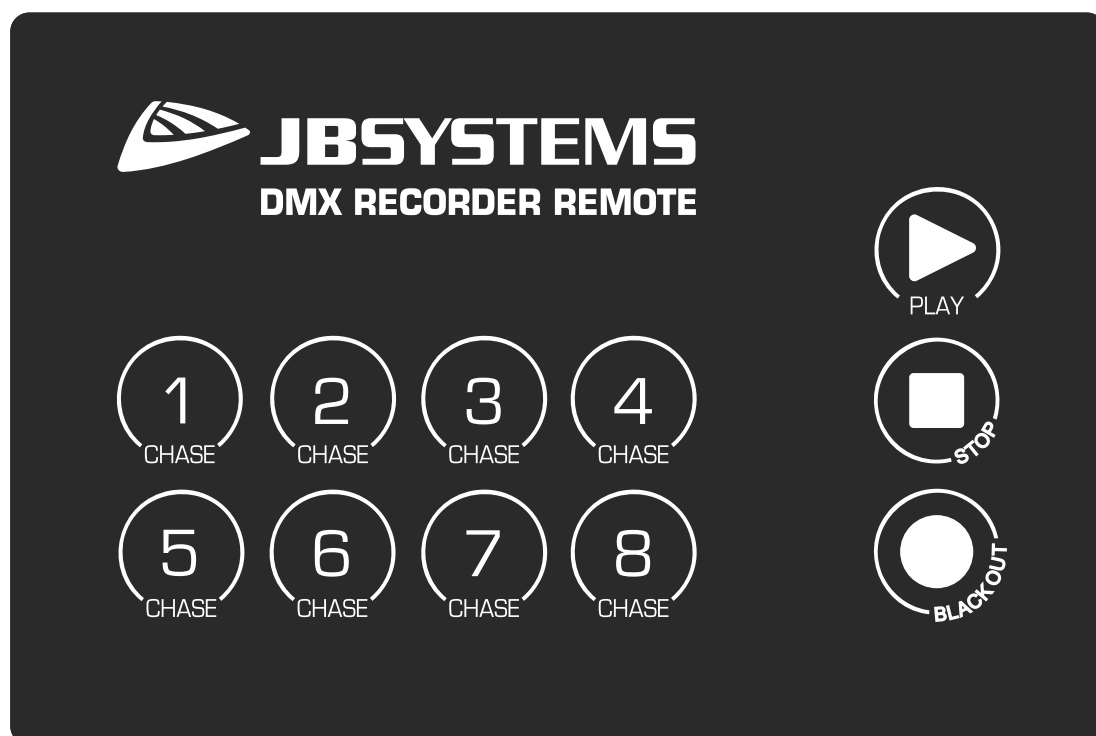 JBSYSTEMS
DMX RECORDER REMOTE
PLAY
1 2 3 4
CHASE CHASE CHASE CHASE
STOP
5 6 7 8
CHASE CHASE CHASE CHASE
BLACKOUT